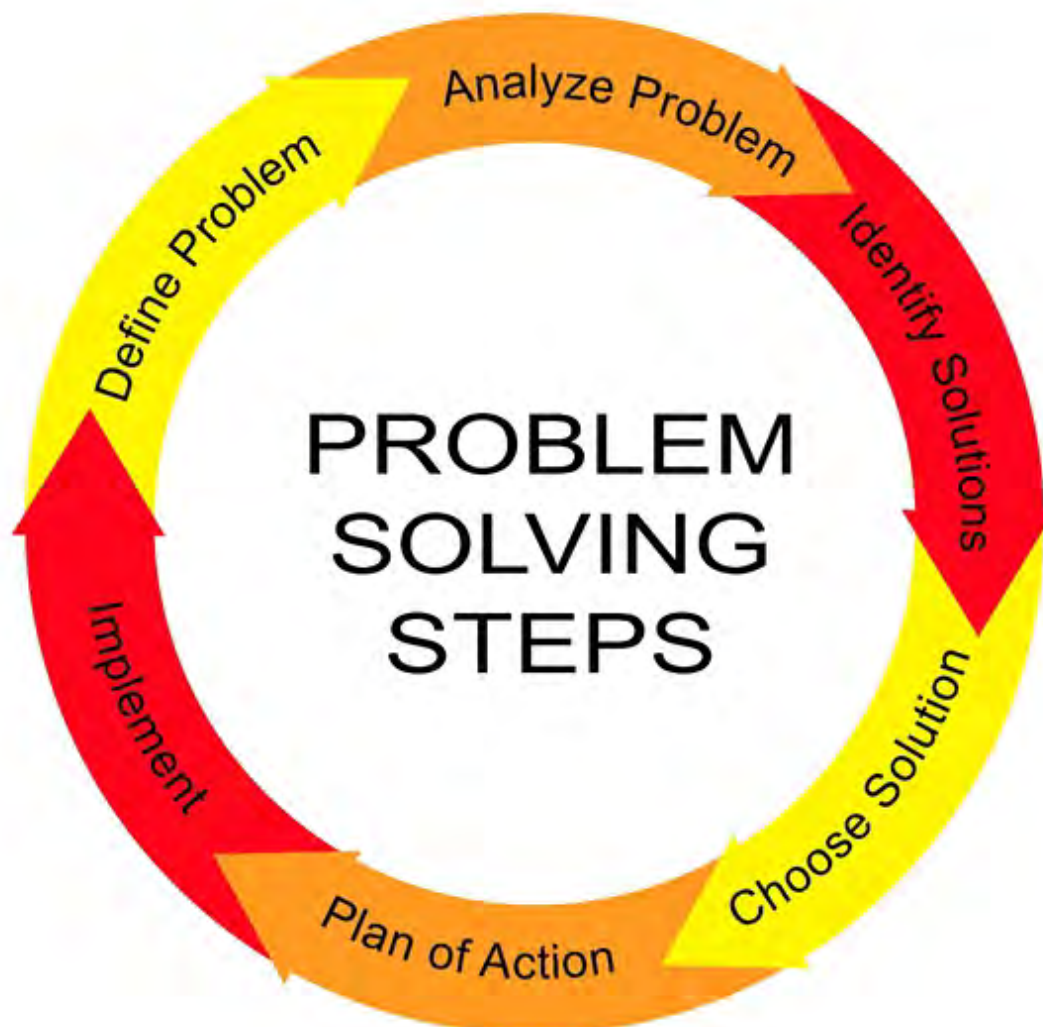 PROBLEM
SOLVING
STEPS
Define Problem
Analyze Problem
Identify Solutions
Choose Solution
Plan of Action
Implement